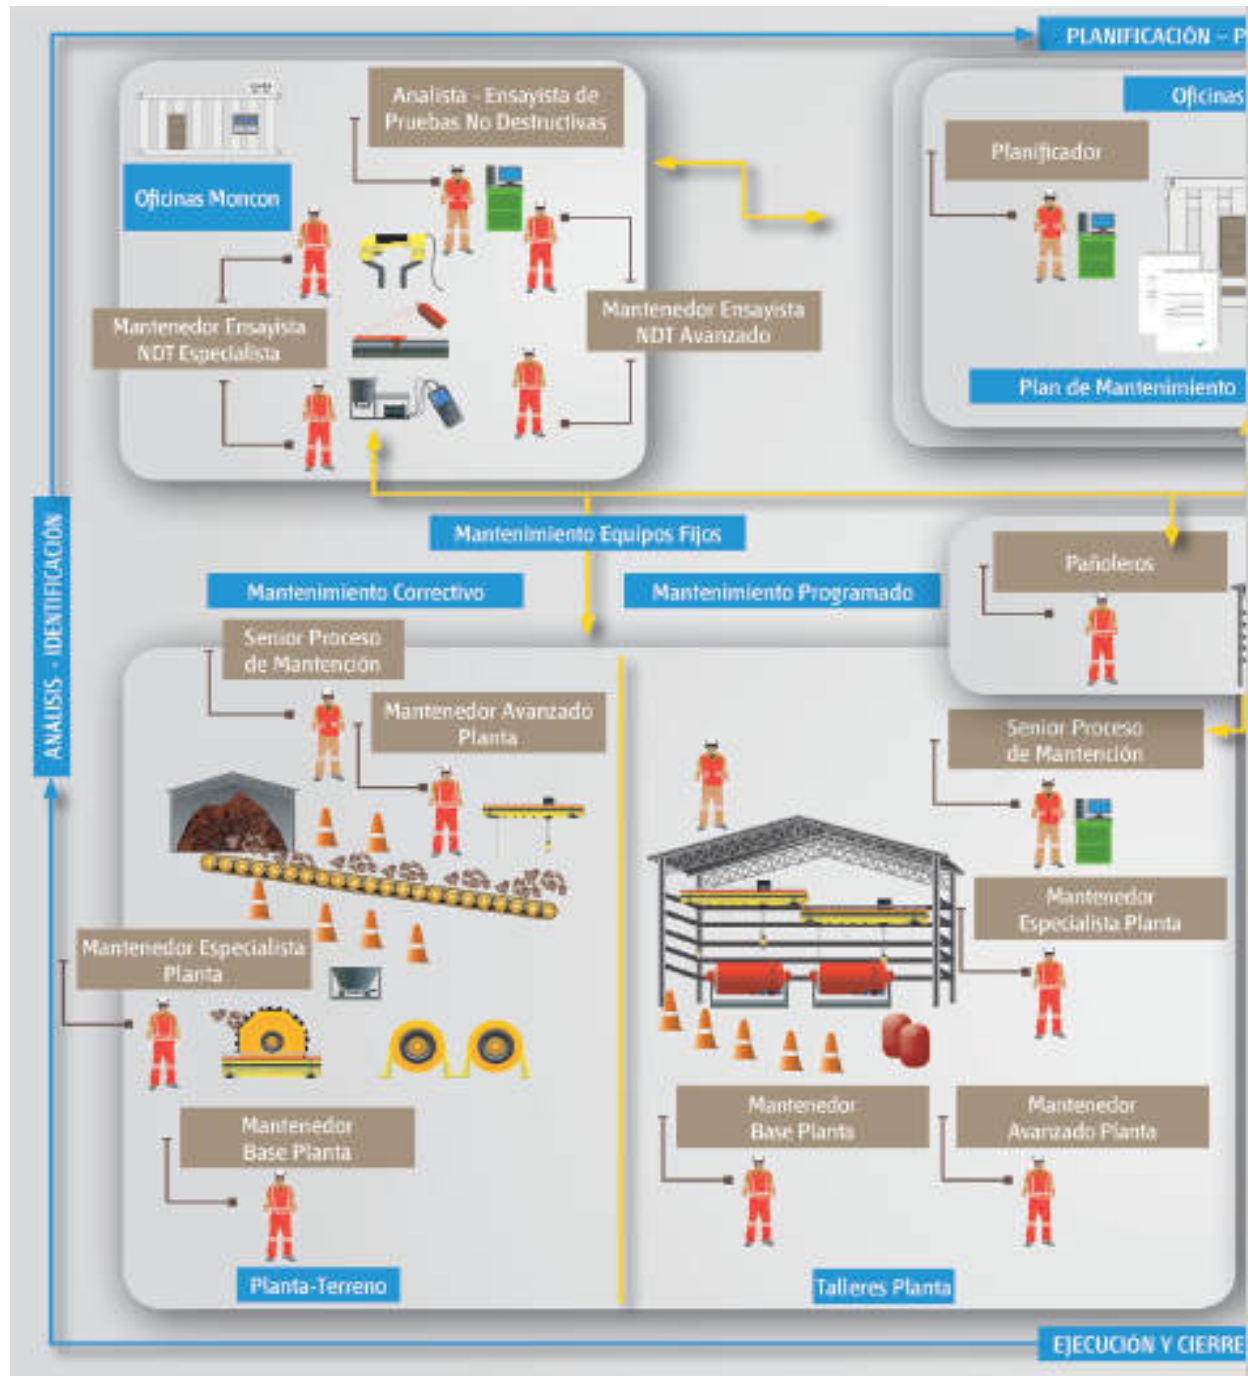 PLANIFICACIÓN – P
Analista - Ensayista de
Pruebas No Destructivas
Oficinas Moncon
Mantenedor Ensayista
NDT Especialista
Mantenedor Ensayista
NDT Avanzado
Oficinas
Planificador
Plan de Mantenimiento
ANALISIS - IDENTIFICACIÓN
Mantenimiento Equipos Fijos
Mantenimiento Correctivo
Mantenimiento Programado
Pañoleros
Senior Proceso
de Mantención
Mantenedor Avanzado
Planta
Mantenedor Especialista
Planta
Mantenedor
Base Planta
Planta-Terreno
Senior Proceso
de Mantención
Mantenedor
Especialista Planta
Mantenedor
Base Planta
Mantenedor
Avanzado Planta
Talleres Planta
EJECUCIÓN Y CIERRE